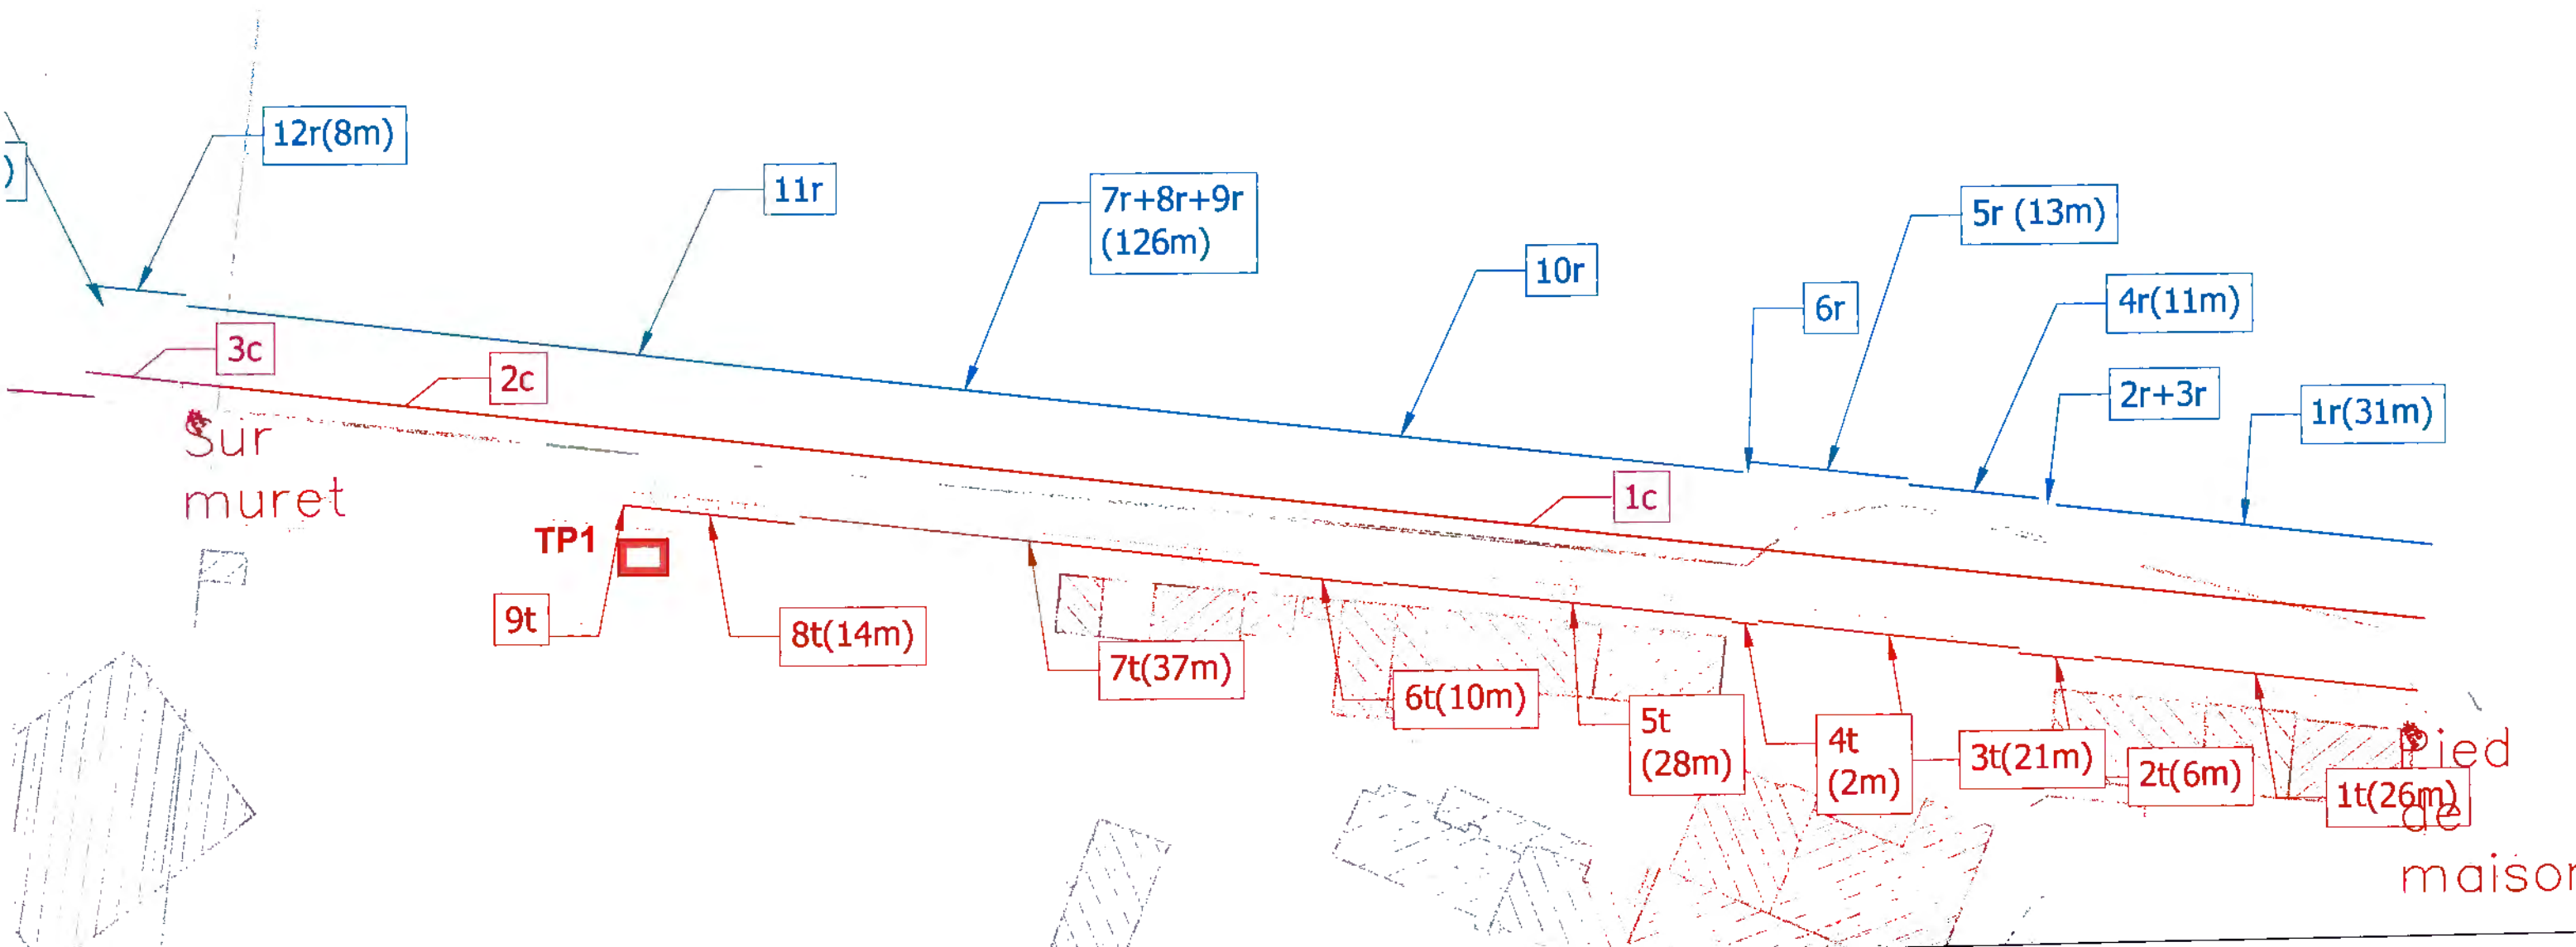 12r(8m)
)
11r
7r+8r+9r
(126m)
5r (13m)
10r
4r(11m)
6r
3c
2c
2r+3r
1r(31m)
Sur
muret
1c
TP1
9t
8t(14m)
7t(37m)
6t(10m)
5t
(28m)
4t
(2m)
3t(21m)
2t(6m)
1t(26m)
Pied
de
maison